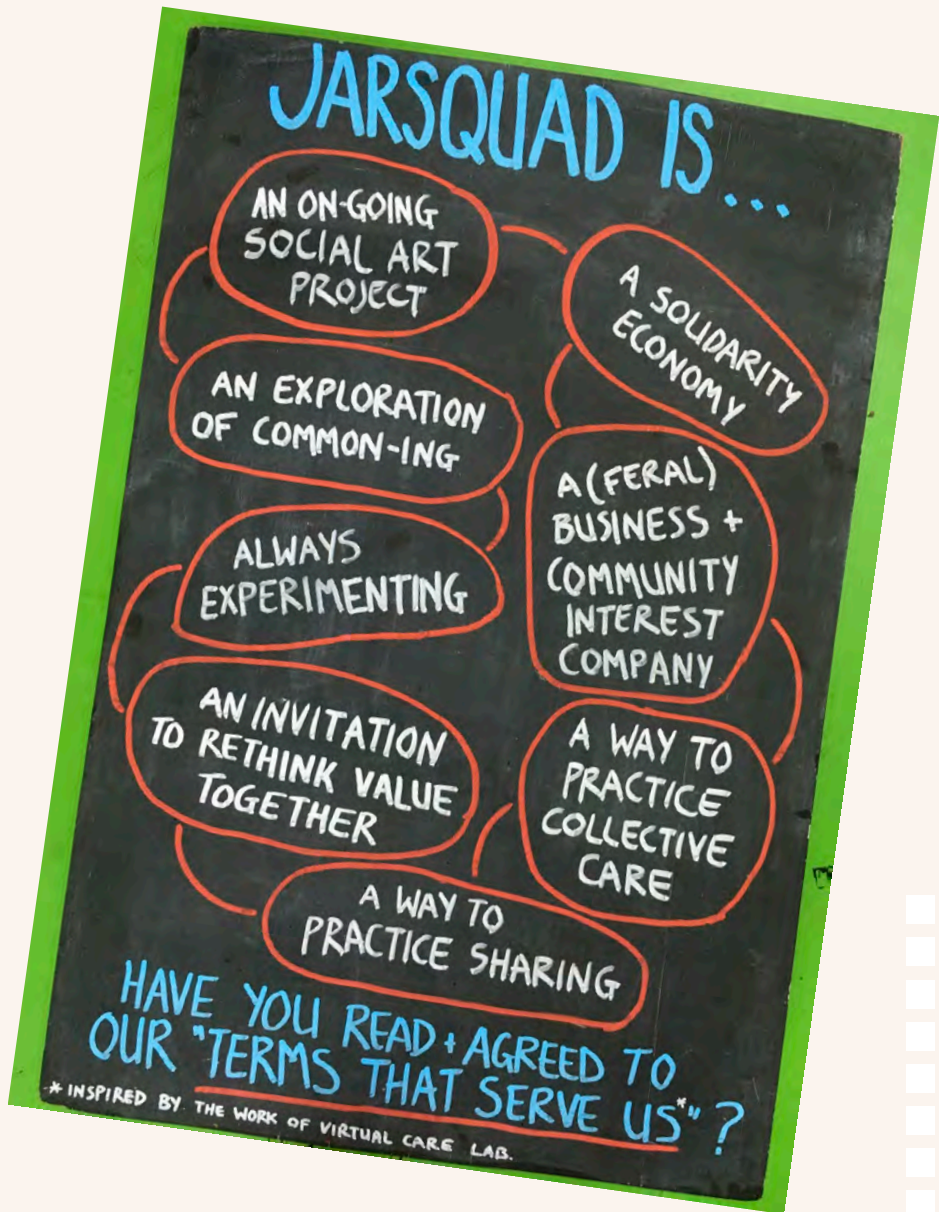 JARSQUAD IS...
AN ON-GOING
SOCIAL ART
PROJECT
A SOLIDARITY
ECONOMY
AN EXPLORATION
OF COMMON-ING
A (FERAL)
BUSINESS +
COMMUNITY
INTEREST
COMPANY
ALWAYS
EXPERIMENTING
AN INVITATION
TO RETHINK VALUE
TOGETHER
A WAY TO
PRACTICE
COLLECTIVE
CARE
A WAY TO
PRACTICE SHARING
HAVE YOU READ + AGREED TO
OUR "TERMS THAT SERVE US*"?
* INSPIRED BY THE WORK OF VIRTUAL CARE LAB.